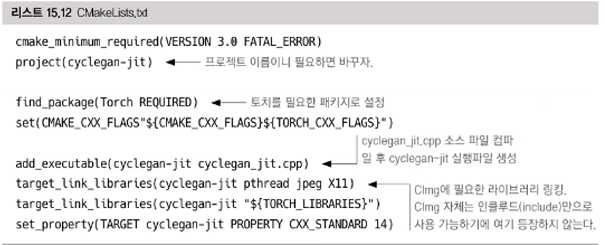 리스트 15.12 CMakeLists.txt
cmake_minimum_required(VERSION 3.0 FATAL_ERROR)
project(cyclegan-jit) 프로젝트 이름이니 필요하면 바꾸자.
find_package(Torch REQUIRED) 토치를 필요한 패키지로 설정
set(CMAKE_CXX_FLAGS"${CMAKE_CXX_FLAGS}${TORCH_CXX_FLAGS}")
cyclegan_jit.cpp 소스 파일 컴파
일 후 cyclegan-jit 실행파일 생성
add_executable(cyclegan-jit cyclegan_jit.cpp)
target_link_libraries(cyclegan-jit pthread jpeg X11)
CImg에 필요한 라이브러리 링킹.
target_link_libraries(cyclegan-jit "${TORCH_LIBRARIES}")
CImg 자체는 인클루드(include)만으로
set_property(TARGET cyclegan-jit PROPERTY CXX_STANDARD 14)
사용 가능하기에 여기 등장하지 않는다.